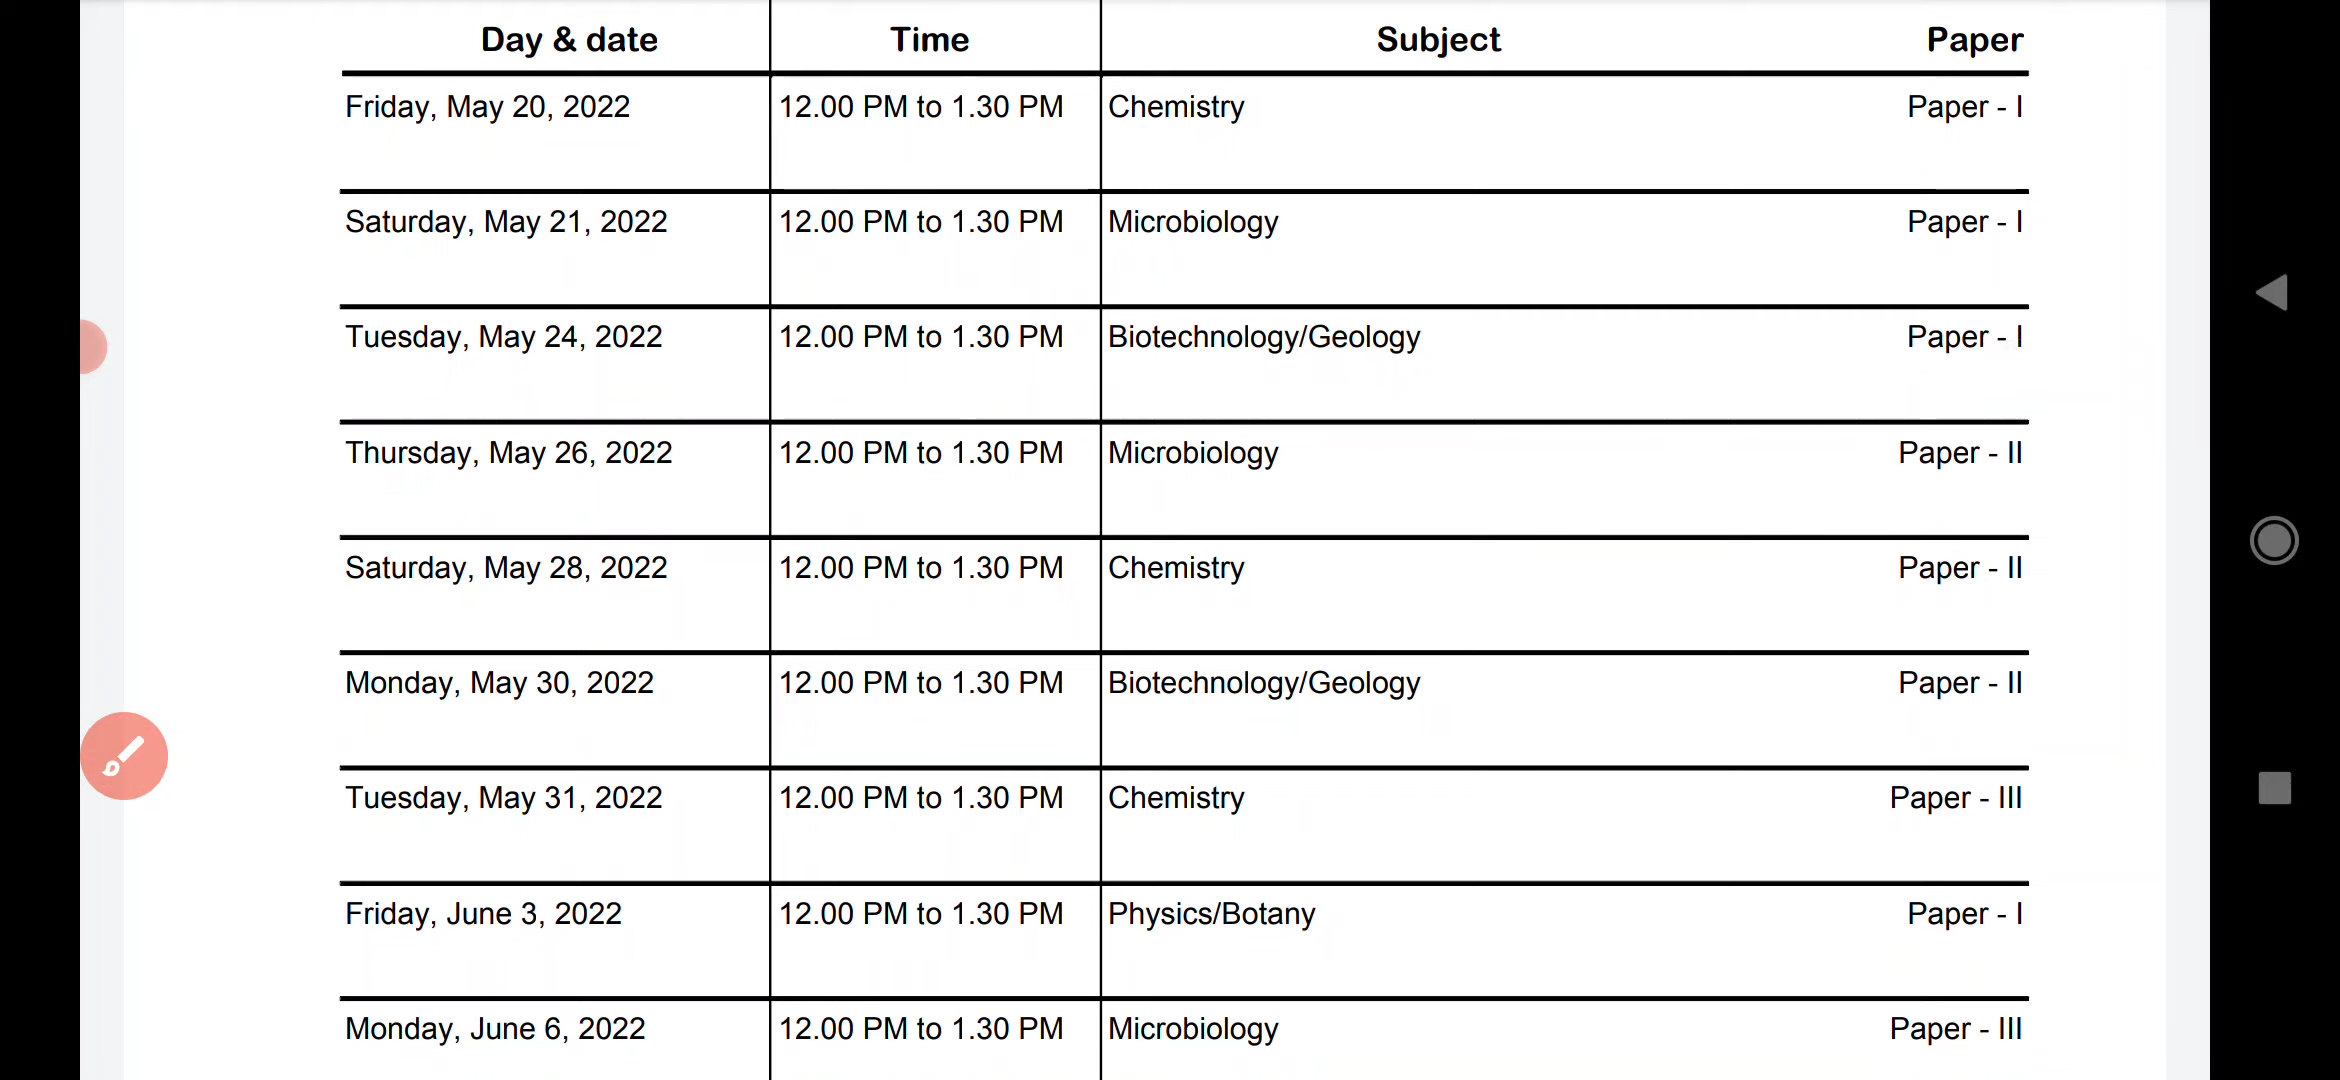 Day & date Time Subject Paper
Friday, May 20, 2022 12.00 PM to 1.30 PM Chemistry Paper - I
Saturday, May 21, 2022 12.00 PM to 1.30 PM Microbiology Paper - I
Tuesday, May 24, 2022 12.00 PM to 1.30 PM Biotechnology/Geology Paper - I
Thursday, May 26, 2022 12.00 PM to 1.30 PM Microbiology Paper - II
Saturday, May 28, 2022 12.00 PM to 1.30 PM Chemistry Paper - II
Monday, May 30, 2022 12.00 PM to 1.30 PM Biotechnology/Geology Paper - II
Tuesday, May 31, 2022 12.00 PM to 1.30 PM Chemistry Paper - III
Friday, June 3, 2022 12.00 PM to 1.30 PM Physics/Botany Paper - I
Monday, June 6, 2022 12.00 PM to 1.30 PM Microbiology Paper - III